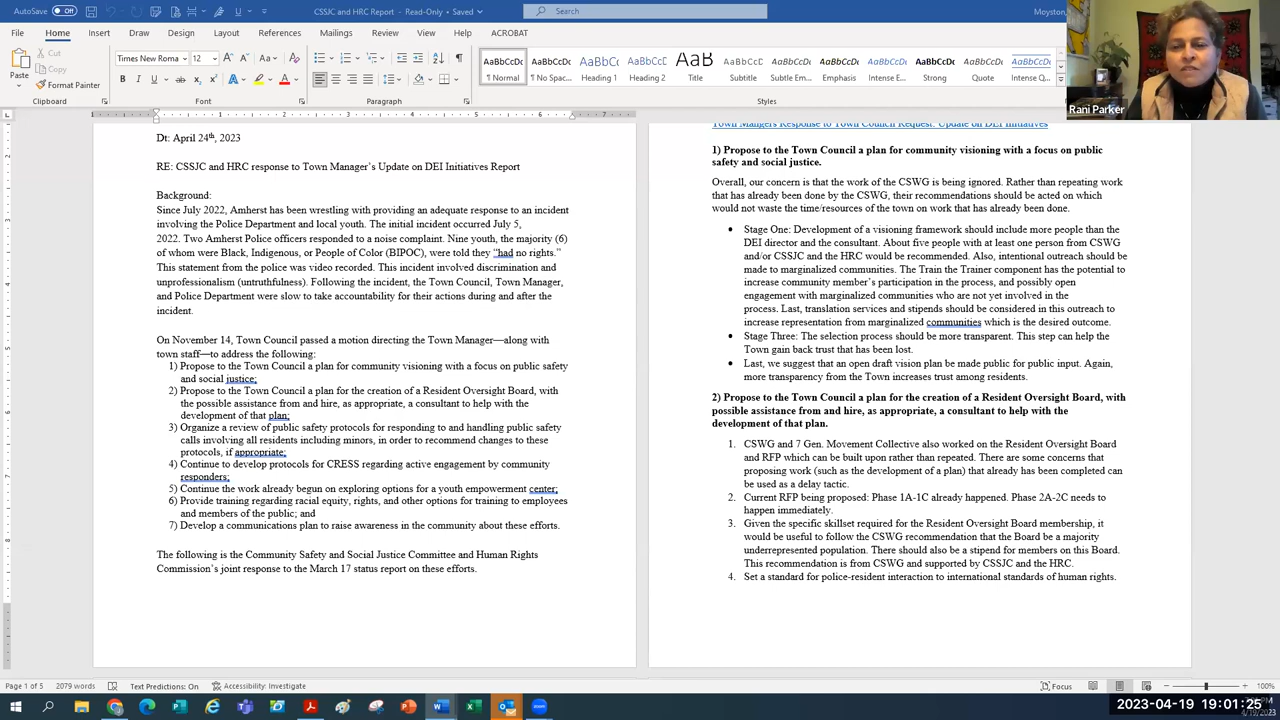 AutoSave
Off
CSSJC and HRC response - Read-Only • Saved
Search
Moyston,
File Home Insert Draw Design Layout References Mailings Review View Help ACROBAT
Paste
Cut
Copy
Format Painter
Times New Roma
12
AaBbCcDc
¶ Normal
AaBbCcDc
¶ No Spac...
Heading 1
Heading 2
AaB
Title
Subtitle
Subtle Em...
Emphasis
Intense E...
Strong
Quote
Intense Q...
Clipboard
Font
Paragraph
Styles
Rani Parker
Dt: April 24th, 2023
RE: CSSJC and HRC response to Town Manager's Update on DEI Initiatives Report
Background:
Since July 2022, Amherst has been wrestling with providing an adequate response to an incident
involving the Police Department and local youth. The initial incident occurred July 5,
2022. Two Amherst Police officers responded to a noise complaint. Nine youth, the majority (6)
of whom were Black, Indigenous, or People of Color (BIPOC), were told they “had no rights.”
This statement from the police was video recorded. This incident involved discrimination and
unprofessionalism (untruthfulness). Following the incident, the Town Council, Town Manager,
and Police Department were slow to take accountability for their actions during and after the
incident.
On November 14, Town Council passed a motion directing the Town Manager—along with
town staff—to address the following:
1) Propose to the Town Council a plan for community visioning with a focus on public safety
and social justice;
2) Propose to the Town Council a plan for the creation of a Resident Oversight Board, with
the possible assistance from and hire, as appropriate, a consultant to help with the
development of that plan;
3) Organize a review of public safety protocols for responding to and handling public safety
calls involving all residents including minors, in order to recommend changes to these
protocols, if appropriate;
4) Continue to develop protocols for CRESS regarding active engagement by community
responders;
5) Continue the work already begun on exploring options for a youth empowerment center;
6) Provide training regarding racial equity, rights, and other options for training to employees
and members of the public; and
7) Develop a communications plan to raise awareness in the community about these efforts.
The following is the Community Safety and Social Justice Committee and Human Rights
Commission's joint response to the March 17 status report on these efforts.
Town Mangers Response to Town Council Request: Update on DEI Initiatives
1) Propose to the Town Council a plan for community visioning with a focus on public
safety and social justice.
Overall, our concern is that the work of the CSWG is being ignored. Rather than repeating work
that has already been done by the CSWG, their recommendations should be acted on which
would not waste the time/resources of the town on work that has already been done.
• Stage One: Development of a visioning framework should include more people than the
DEI director and the consultant. About five people with at least one person from CSWG
and/or CSSJC and the HRC would be recommended. Also, intentional outreach should be
made to marginalized communities. The Train the Trainer component has the potential to
increase community member's participation in the process, and possibly open
engagement with marginalized communities who are not yet involved in the
process. Last, translation services and stipends should be considered in this outreach to
increase representation from marginalized communities which is the desired outcome.
• Stage Three: The selection process should be more transparent. This step can help the
Town gain back trust that has been lost.
• Last, we suggest that an open draft vision plan be made public for public input. Again,
more transparency from the Town increases trust among residents.
2) Propose to the Town Council a plan for the creation of a Resident Oversight Board, with
possible assistance from and hire, as appropriate, a consultant to help with the
development of that plan.
1. CSWG and 7 Gen. Movement Collective also worked on the Resident Oversight Board
and RFP which can be built upon rather than repeated. There are some concerns that
proposing work (such as the development of a plan) that already has been completed can
be used as a delay tactic.
2. Current RFP being proposed: Phase 1A-1C already happened. Phase 2A-2C needs to
happen immediately.
3. Given the specific skillset required for the Resident Oversight Board membership, it
would be useful to follow the CSWG recommendation that the Board be a majority
underrepresented population. There should also be a stipend for members on this Board.
This recommendation is from CSWG and supported by CSSJC and the HRC.
4. Set a standard for police-resident interaction to international standards of human rights.
Page 1 of 5 2079 words Text Predictions: On Accessibility: Investigate Focus 100%
2023-04-19 19:01:25